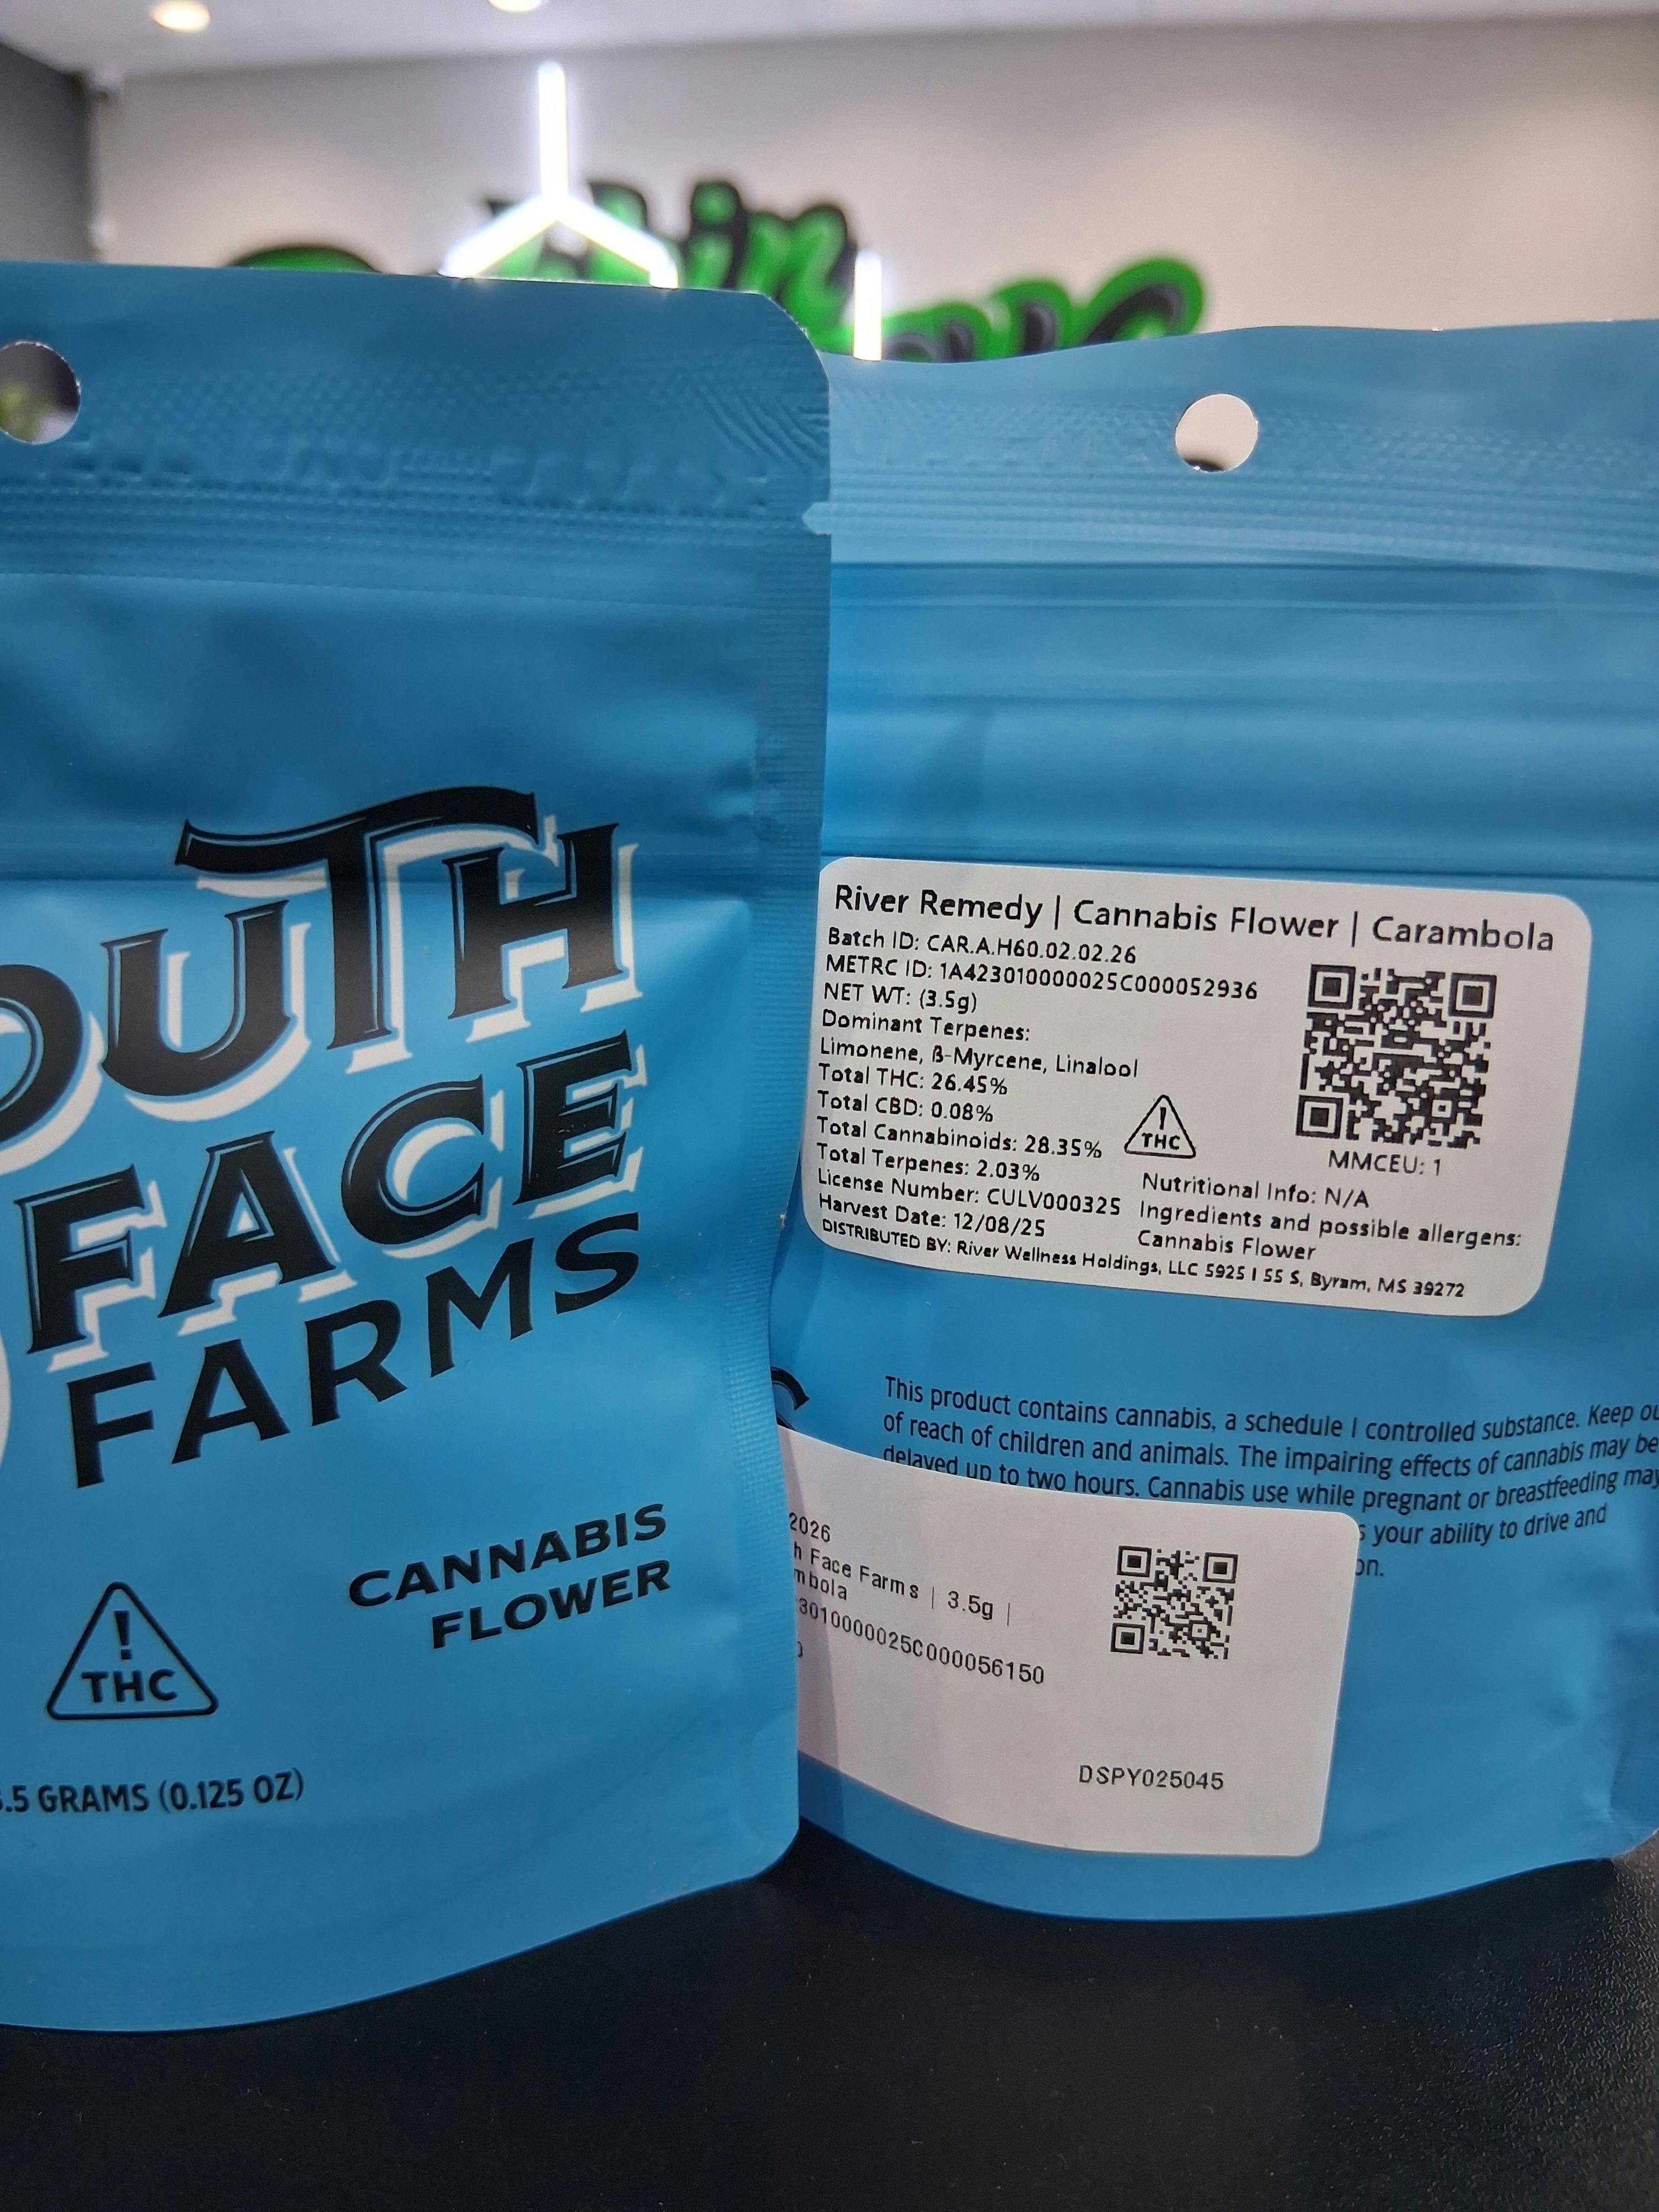 OUTH
FACE
FARMS
CANNABIS
FLOWER
!
THC
.5 GRAMS (0.125 OZ)
River Remedy | Cannabis Flower | Carambola
Batch ID: CAR.A.H60.02.02.26
METRC ID: 1A423010000025C000052936
NET WT: (3.5g)
Dominant Terpenes:
Limonene, ß-Myrcene, Linalool
Total THC: 26.45%
Total CBD: 0.08%
Total Cannabinoids: 28.35%
Total Terpenes: 2.03%
License Number: CULV000325
Harvest Date: 12/08/25
!
THC
MMCEU: 1
Nutritional Info: N/A
Ingredients and possible allergens:
Cannabis Flower
DISTRIBUTED BY: River Wellness Holdings, LLC 5925 I 55 S, Byram, MS 39272
This product contains cannabis, a schedule I controlled substance. Keep ou
of reach of children and animals. The impairing effects of cannabis may be
delayed up to two hours. Cannabis use while pregnant or breastfeeding may
s your ability to drive and
on.
2026
h Face Farms | 3.5g |
mbola
3010000025C000056150
DSPY025045